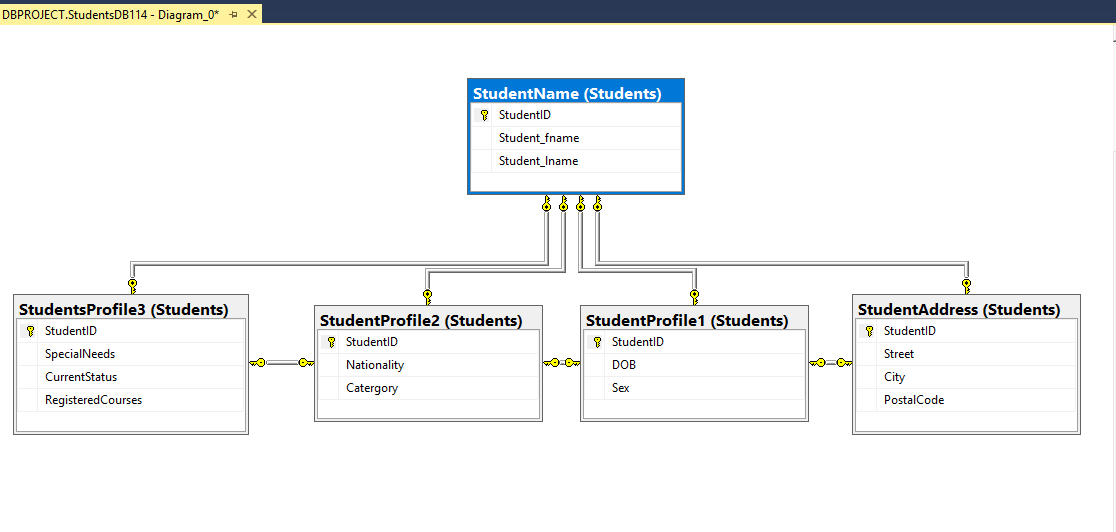 DBPROJECT.StudentsDB114 - Diagram_0*
StudentName (Students)
StudentID
Student_fname
Student_lname
StudentsProfile3 (Students)
StudentID
SpecialNeeds
CurrentStatus
RegisteredCourses
StudentProfile2 (Students)
StudentID
Nationality
Catergory
StudentProfile1 (Students)
StudentID
DOB
Sex
StudentAddress (Students)
StudentID
Street
City
PostalCode